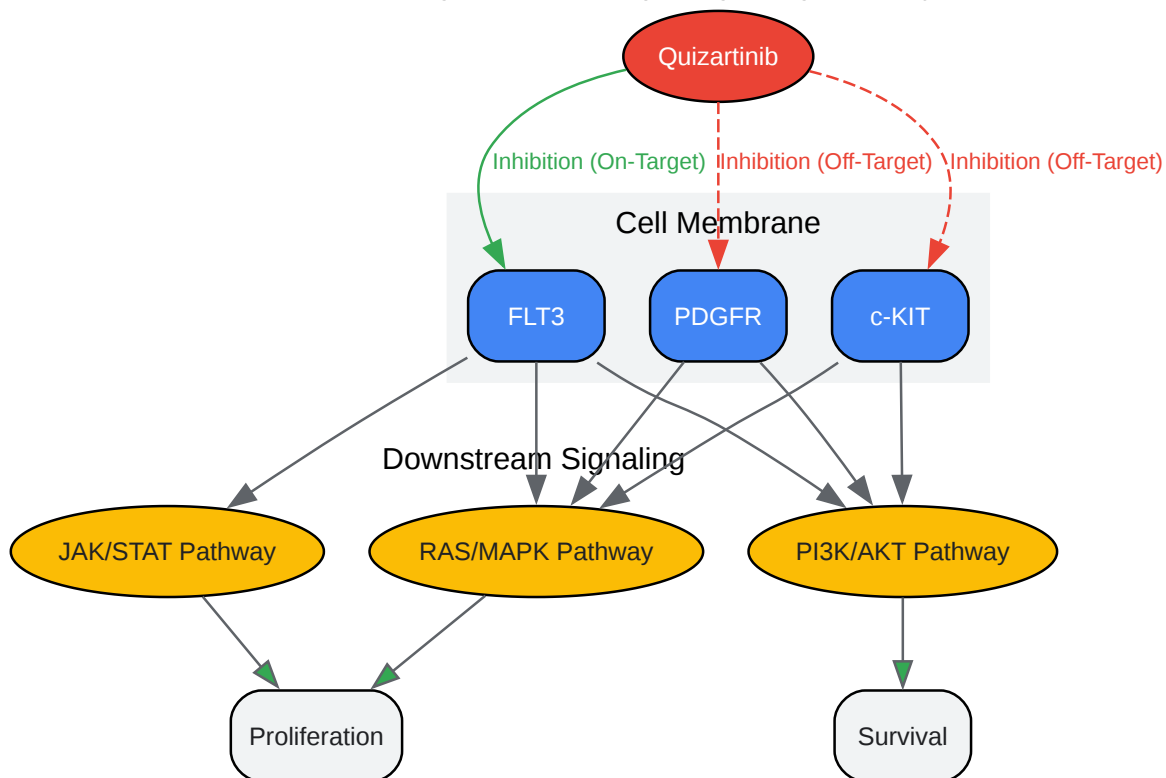 Quizartinib
Inhibition (On-Target)
Inhibition (Off-Target)
Inhibition (Off-Target)
Cell Membrane
FLT3
PDGFR
c-KIT
Downstream Signaling
JAK/STAT Pathway
RAS/MAPK Pathway
PI3K/AKT Pathway
Proliferation
Survival